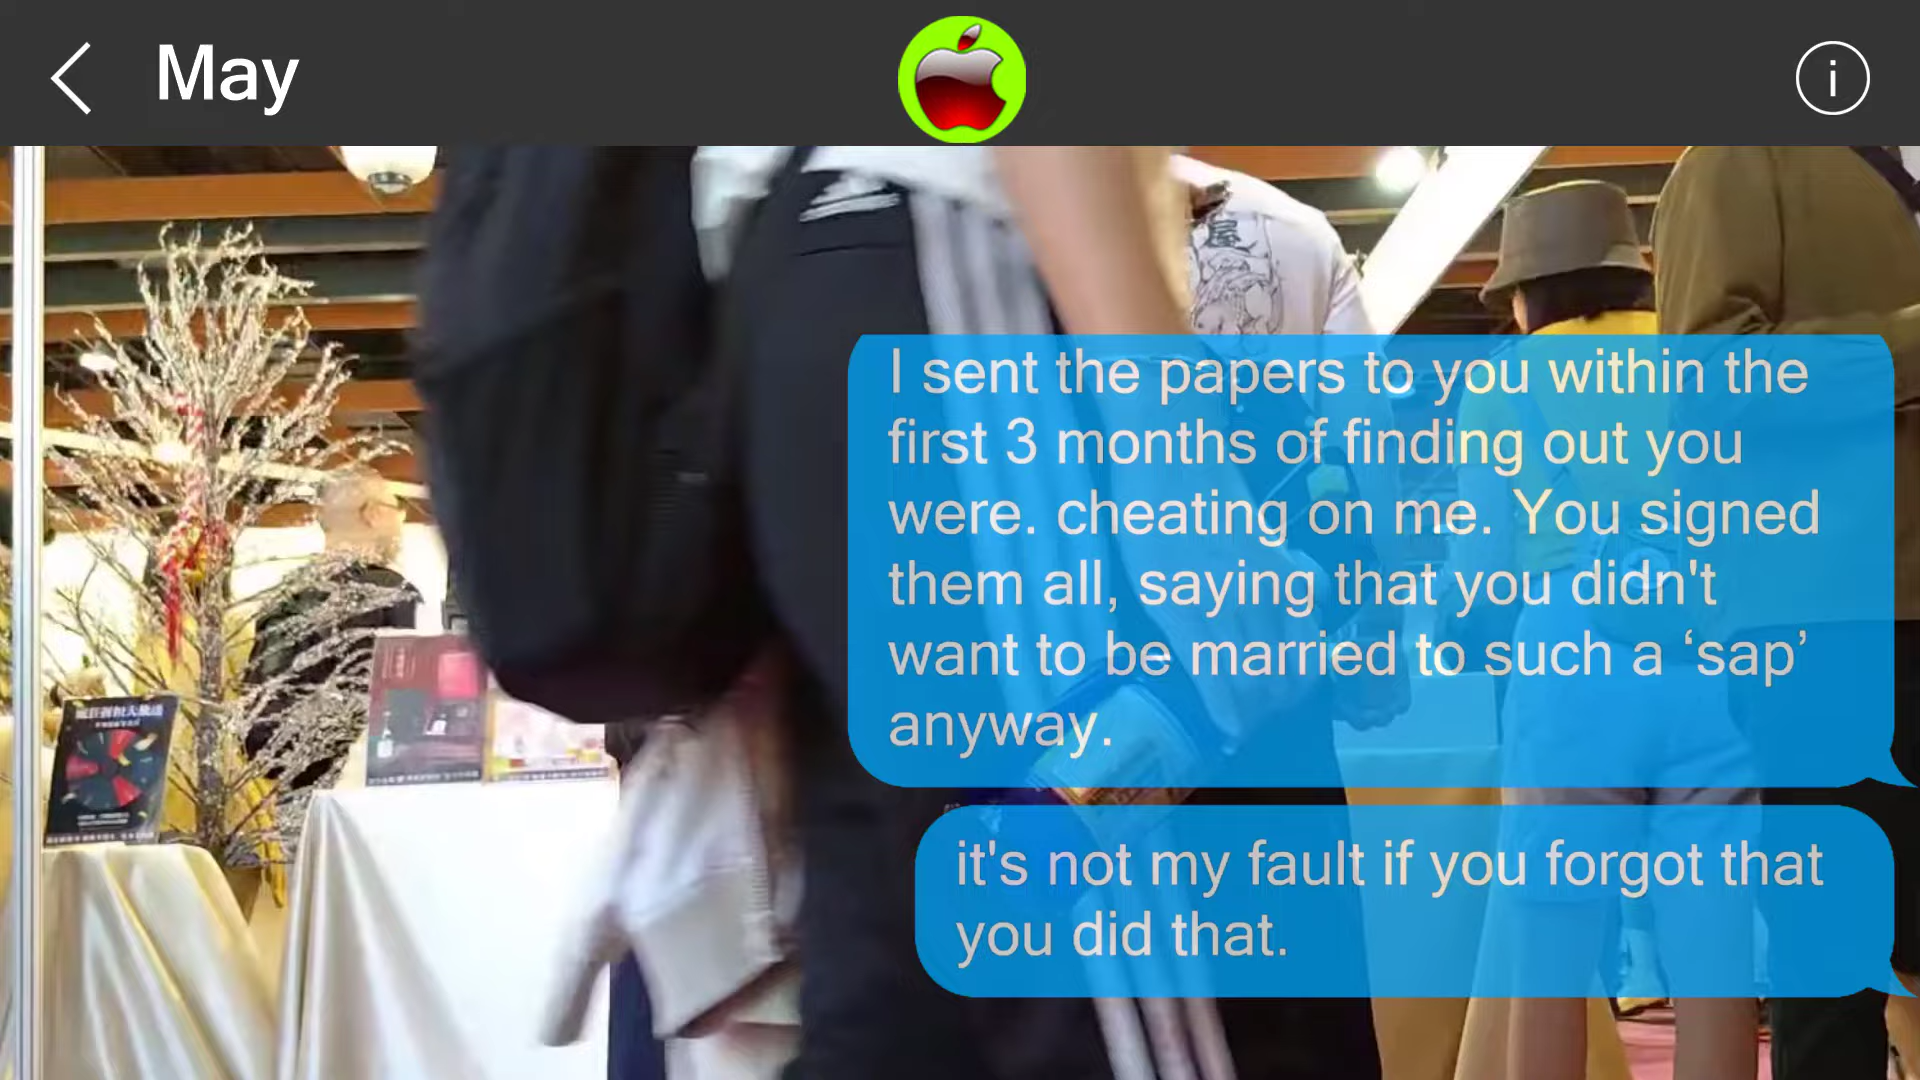 May
屋
I sent the papers to you within the
first 3 months of finding out you
were. cheating on me. You signed
them all, saying that you didn't
want to be married to such a ‘sap’
anyway.
it's not my fault if you forgot that
you did that.